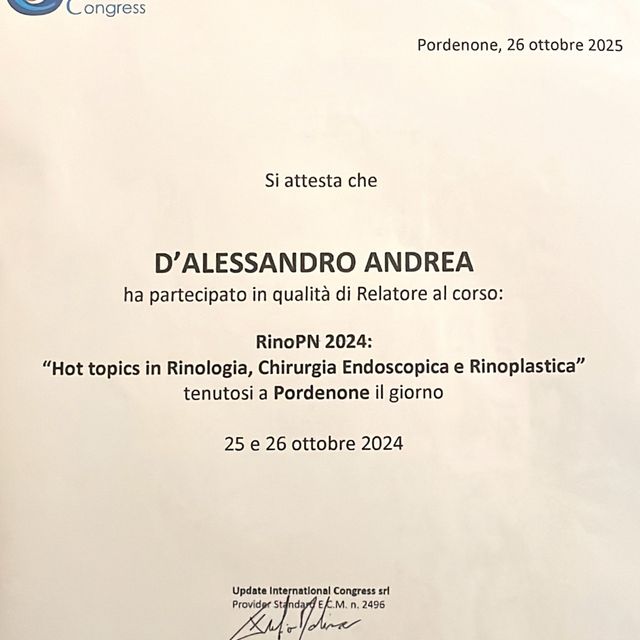 Congress
Pordenone, 26 ottobre 2025
Si attesta che
D’ALESSANDRO ANDREA
ha partecipato in qualità di Relatore al corso:
RinoPN 2024:
“Hot topics in Rinologia, Chirurgia Endoscopica e Rinoplastica”
tenutosi a Pordenone il giorno
25 e 26 ottobre 2024
Update International Congress srl
Provider Standard E.C.M. n. 2496